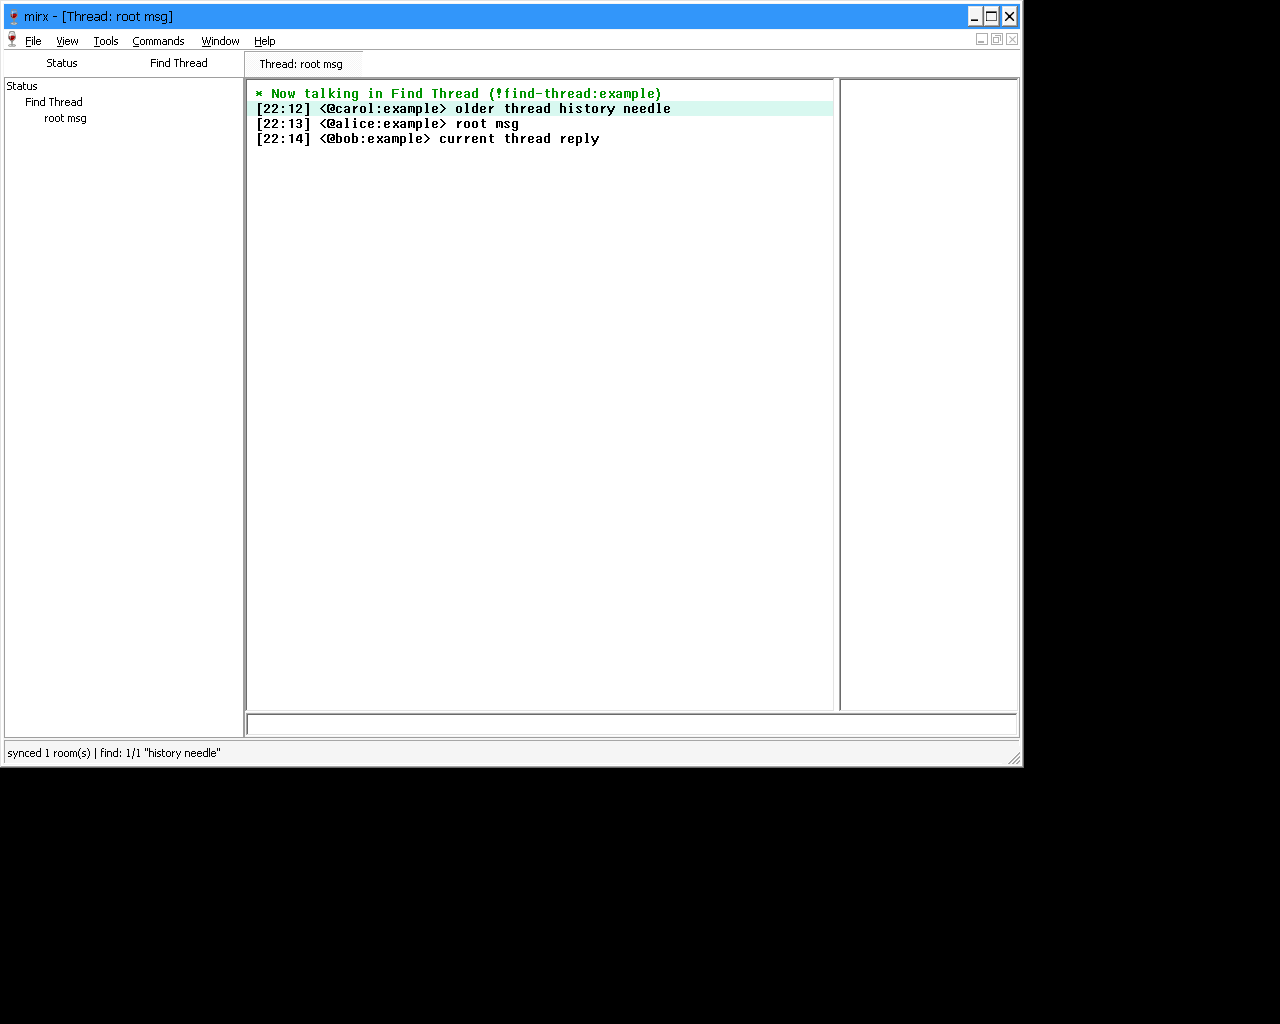 mirx - [Thread: root msg]
File View Tools Commands Window Help
Status Find Thread Thread: root msg
Status
Find Thread
root msg
* Now talking in Find Thread (!find-thread:example)
[22:12] <@carol:example> older thread history needle
[22:13] <@alice:example> root msg
[22:14] <@bob:example> current thread reply
synced 1 room(s) | find: 1/1 "history needle"